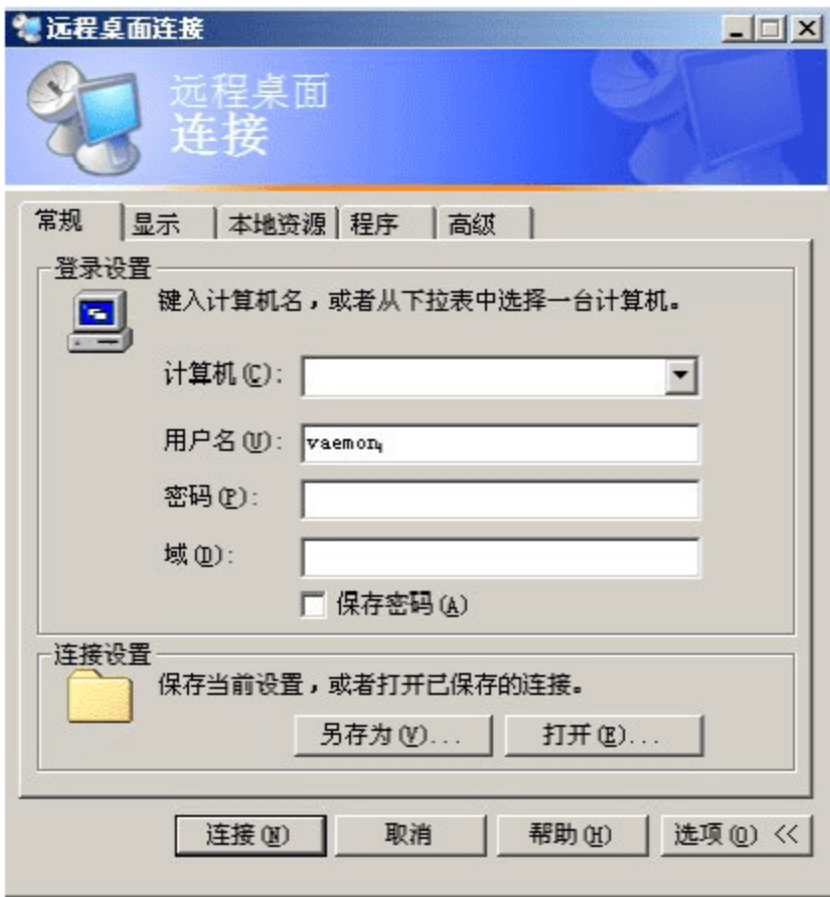 远程桌面连接
远程桌面
连接
常规 显示 本地资源 程序 高级
登录设置
键入计算机名，或者从下拉表中选择一台计算机。
计算机(C):
用户名(U): vaemon,
密码(P):
域(D):
保存密码(A)
连接设置
保存当前设置，或者打开已保存的连接。
另存为(V)... 打开(E)...
连接(N) 取消 帮助(H) 选项(O) <<